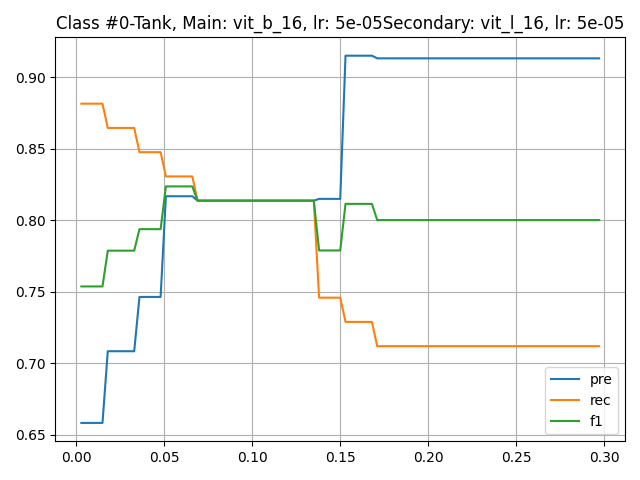 Class #0-Tank, Main: vit_b_16, lr: 5e-05Secondary: vit_l_16, lr: 5e-05
0.90
0.85
0.80
0.75
0.70
0.65
0.00 0.05 0.10 0.15 0.20 0.25 0.30
pre
rec
f1